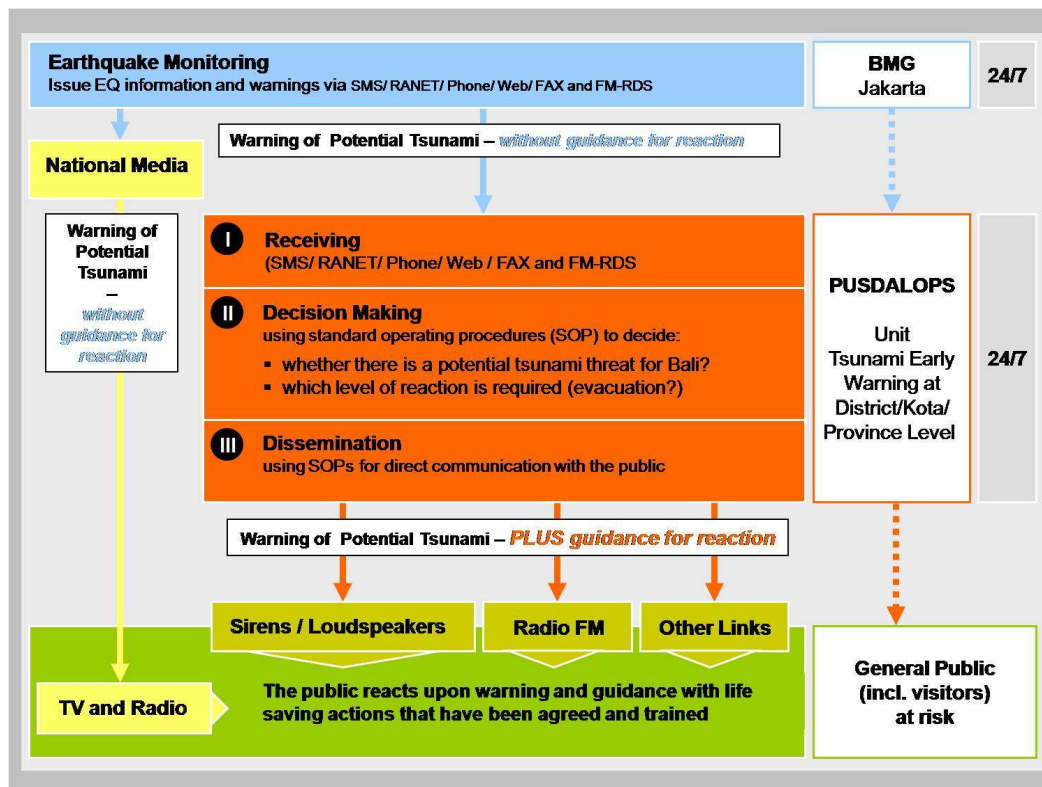 Earthquake Monitoring
Issue EQ information and warnings via SMS/ RANET/ Phone/ Web/ FAX and FM-RDS
BMG
Jakarta
24/7
Warning of Potential Tsunami – without guidance for reaction
National Media
Warning of
Potential
Tsunami
–
without
guidance for
reaction
I Receiving
(SMS/ RANET/ Phone/ Web / FAX and FM-RDS
II Decision Making
using standard operating procedures (SOP) to decide:
▪ whether there is a potential tsunami threat for Bali?
▪ which level of reaction is required (evacuation?)
III Dissemination
using SOPs for direct communication with the public
PUSDALOPS
Unit
Tsunami Early
Warning at
District/Kota/
Province Level
24/7
Warning of Potential Tsunami – PLUS guidance for reaction
Sirens / Loudspeakers
Radio FM
Other Links
TV and Radio
The public reacts upon warning and guidance with life
saving actions that have been agreed and trained
General Public
(incl. visitors)
at risk